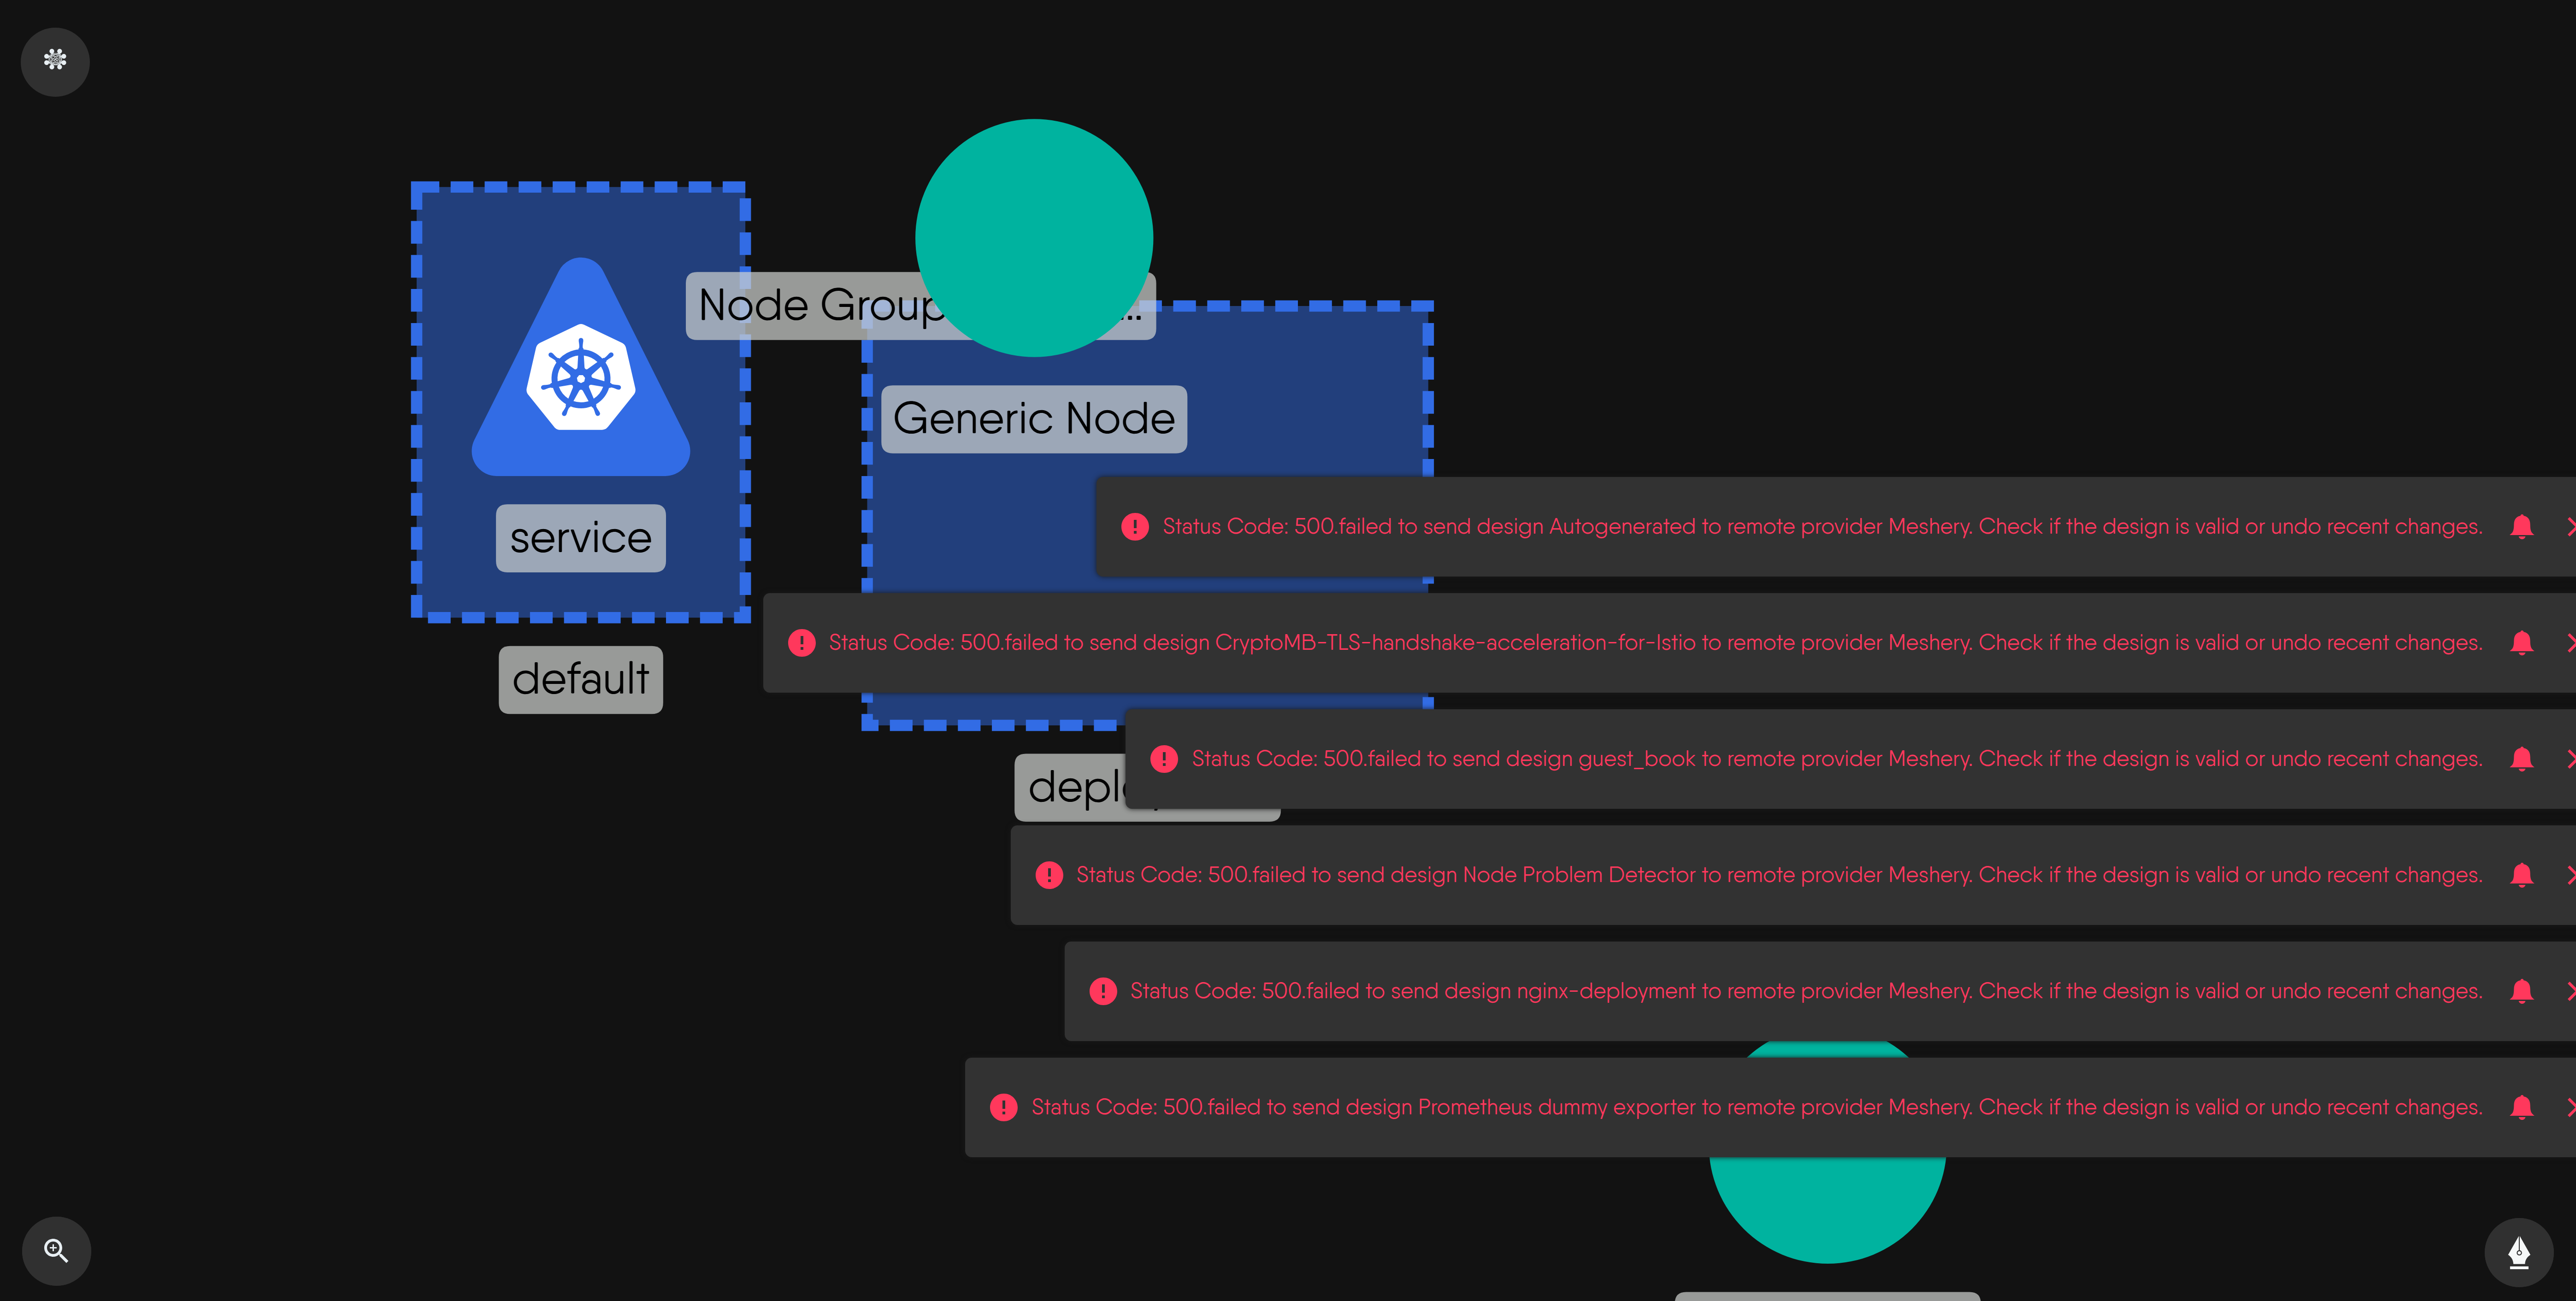 Node Group
...
Generic Node
service
default
Status Code: 500.failed to send design Autogenerated to remote provider Meshery. Check if the design is valid or undo recent changes.
Status Code: 500.failed to send design CryptoMB-TLS-handshake-acceleration-for-Istio to remote provider Meshery. Check if the design is valid or undo recent changes.
Status Code: 500.failed to send design guest_book to remote provider Meshery. Check if the design is valid or undo recent changes.
Status Code: 500.failed to send design Node Problem Detector to remote provider Meshery. Check if the design is valid or undo recent changes.
Status Code: 500.failed to send design nginx-deployment to remote provider Meshery. Check if the design is valid or undo recent changes.
Status Code: 500.failed to send design Prometheus dummy exporter to remote provider Meshery. Check if the design is valid or undo recent changes.